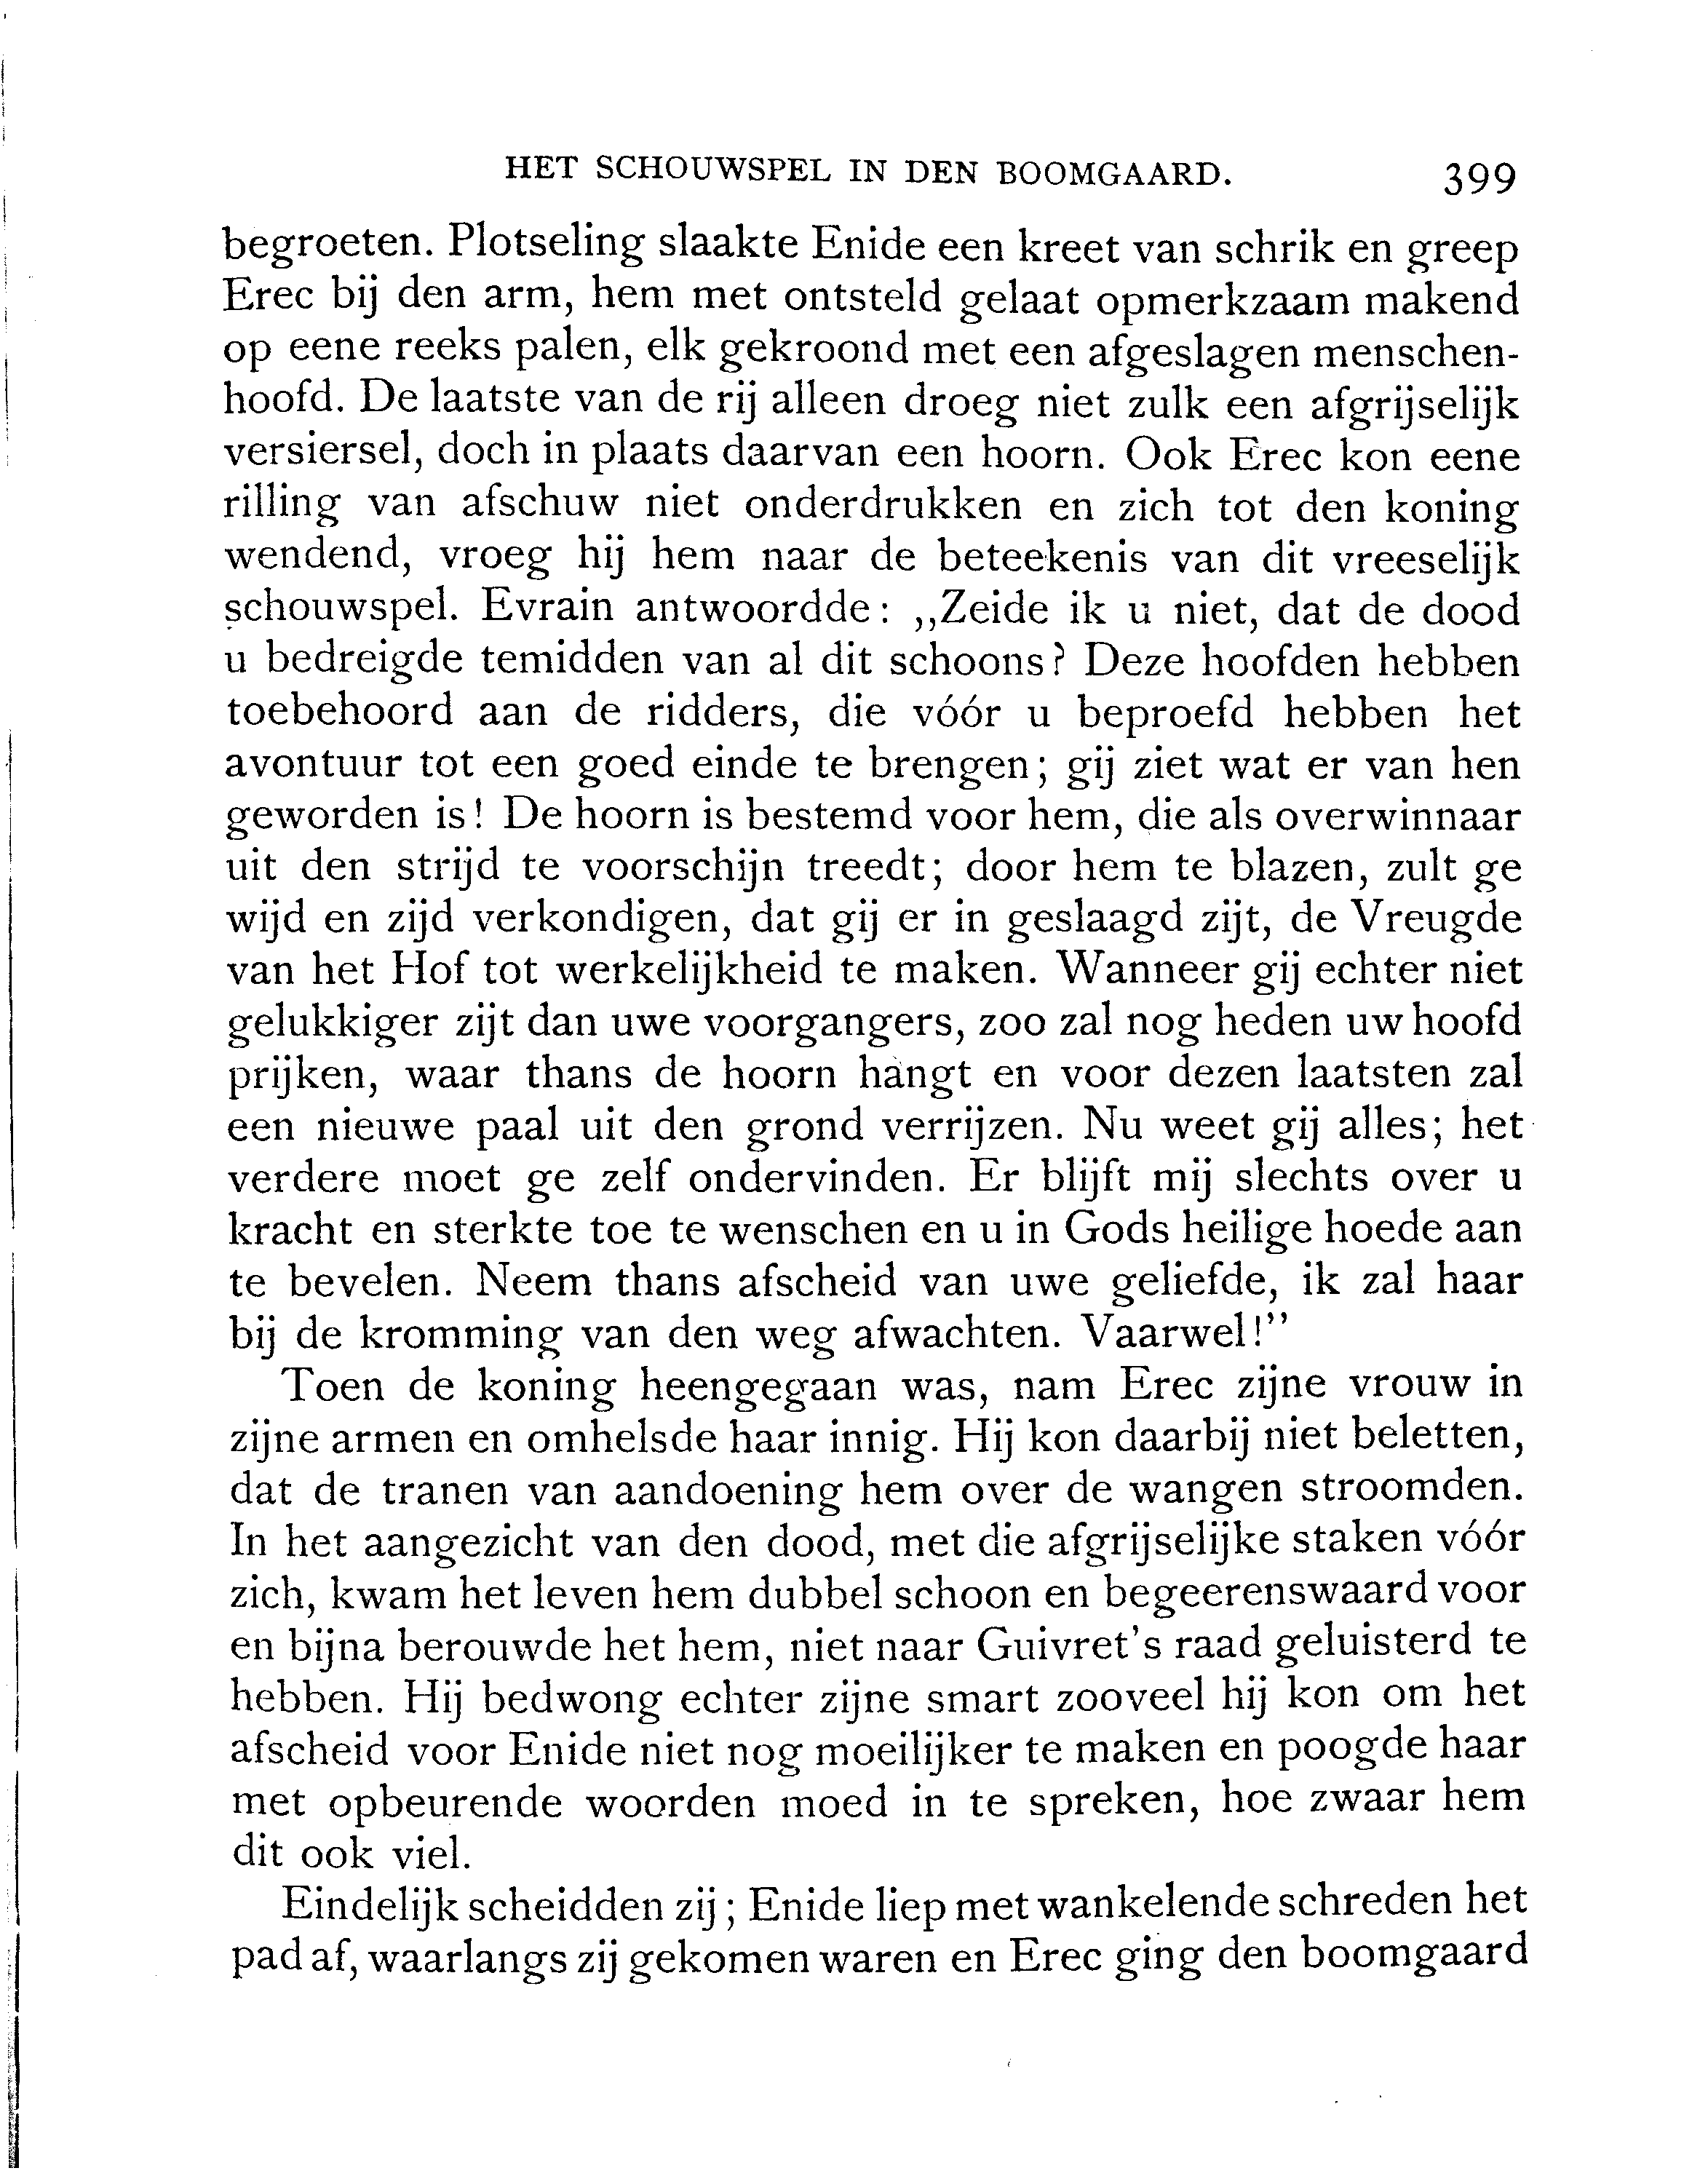 HET SCHOUWSPEL IN DEN BOOMGAARD. 399
begroeten. Plotseling slaakte Enide een kreet van schrik en greep
Erec bij den arm, hem met ontsteld gelaat opmerkzaam makend
op eene reeks palen, elk gekroond met een afgeslagen menschen-
hoofd. De laatste van de rij alleen droeg niet zulk een afgrijselijk
versiersel, doch in plaats daarvan een hoorn. Ook Erec kon eene
rilling van afschuw niet onderdrukken en zich tot den koning
wendend, vroeg hij hem naar de beteekenis van dit vreeselijk
schouwspel. Evrain antwoordde: ,,Zeide ik u niet, dat de dood
u bedreigde temidden van al dit schoons? Deze hoofden hebben
toebehoord aan de ridders, die vóór u beproefd hebben het
avontuur tot een goed einde te brengen; gij ziet wat er van hen
geworden is! De hoorn is bestemd voor hem, die als overwinnaar
uit den strijd te voorschijn treedt; door hem te blazen, zult ge
wijd en zijd verkondigen, dat gij er in geslaagd zijt, de Vreugde
van het Hof tot werkelijkheid te maken. Wanneer gij echter niet
gelukkiger zijt dan uwe voorgangers, zoo zal nog heden uw hoofd
prijken, waar thans de hoorn hangt en voor dezen laatsten zal
een nieuwe paal uit den grond verrijzen. Nu weet gij alles; het
verdere moet ge zelf ondervinden. Er blijft mij slechts over u
kracht en sterkte toe te wenschen en u in Gods heilige hoede aan
te bevelen. Neem thans afscheid van uwe geliefde, ik zal haar
bij de kromming van den weg afwachten. Vaarwel!”
Toen de koning heengegaan was, nam Erec zijne vrouw in
zijne armen en omhelsde haar innig. Hij kon daarbij niet beletten,
dat de tranen van aandoening hem over de wangen stroomden.
In het aangezicht van den dood, met die afgrijselijke staken vóór
zich, kwam het leven hem dubbel schoon en begeerenswaard voor
en bijna berouwde het hem, niet naar Guivret's raad geluisterd te
hebben. Hij bedwong echter zijne smart zooveel hij kon om het
afscheid voor Enide niet nog moeilijker te maken en poogde haar
met opbeurende woorden moed in te spreken, hoe zwaar hem
dit ook viel.
Eindelijk scheidden zij; Enide liep met wankelende schreden het
pad af, waarlangs zij gekomen waren en Erec ging den boomgaard